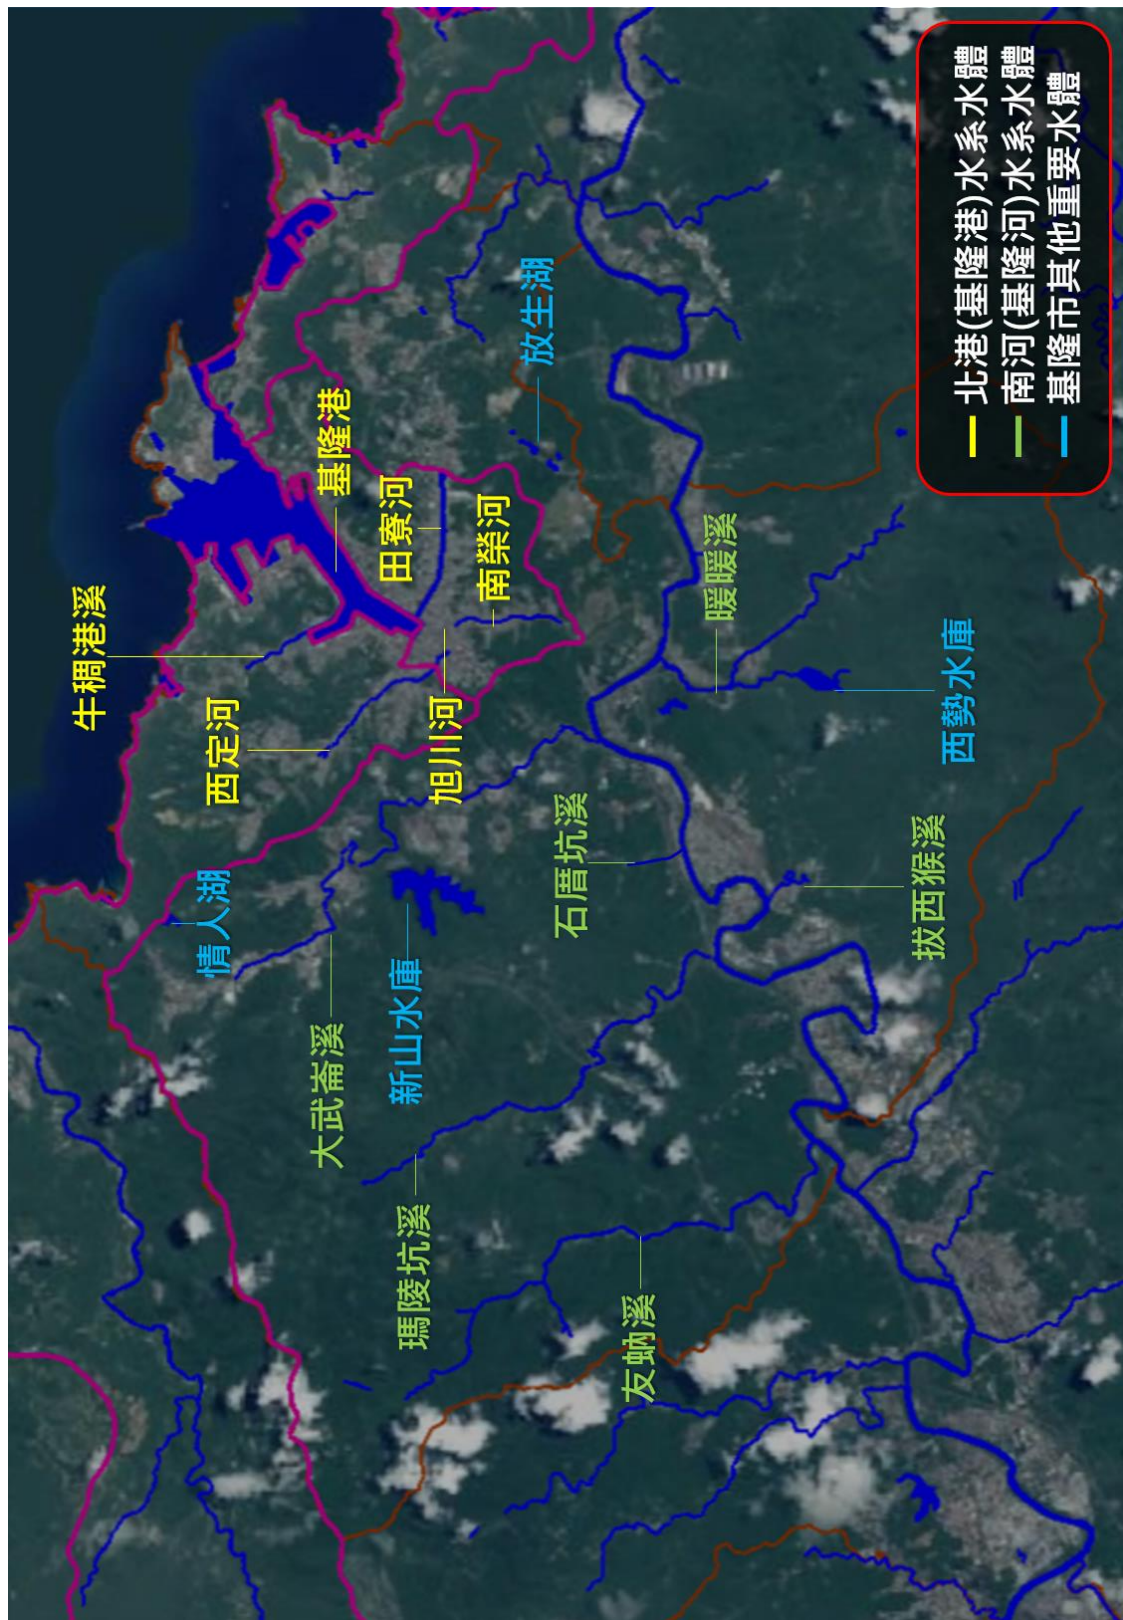 牛稠港溪
西定河
旭川河
基隆港
田寮河
南榮河
放生湖
情人湖
大武崙溪
新山水庫
瑪陵坑溪
友蚋溪
石厝坑溪
暖暖溪
西勢水庫
拔西猴溪
北港(基隆港)水系水體
南河(基隆河)水系水體
基隆市其他重要水體